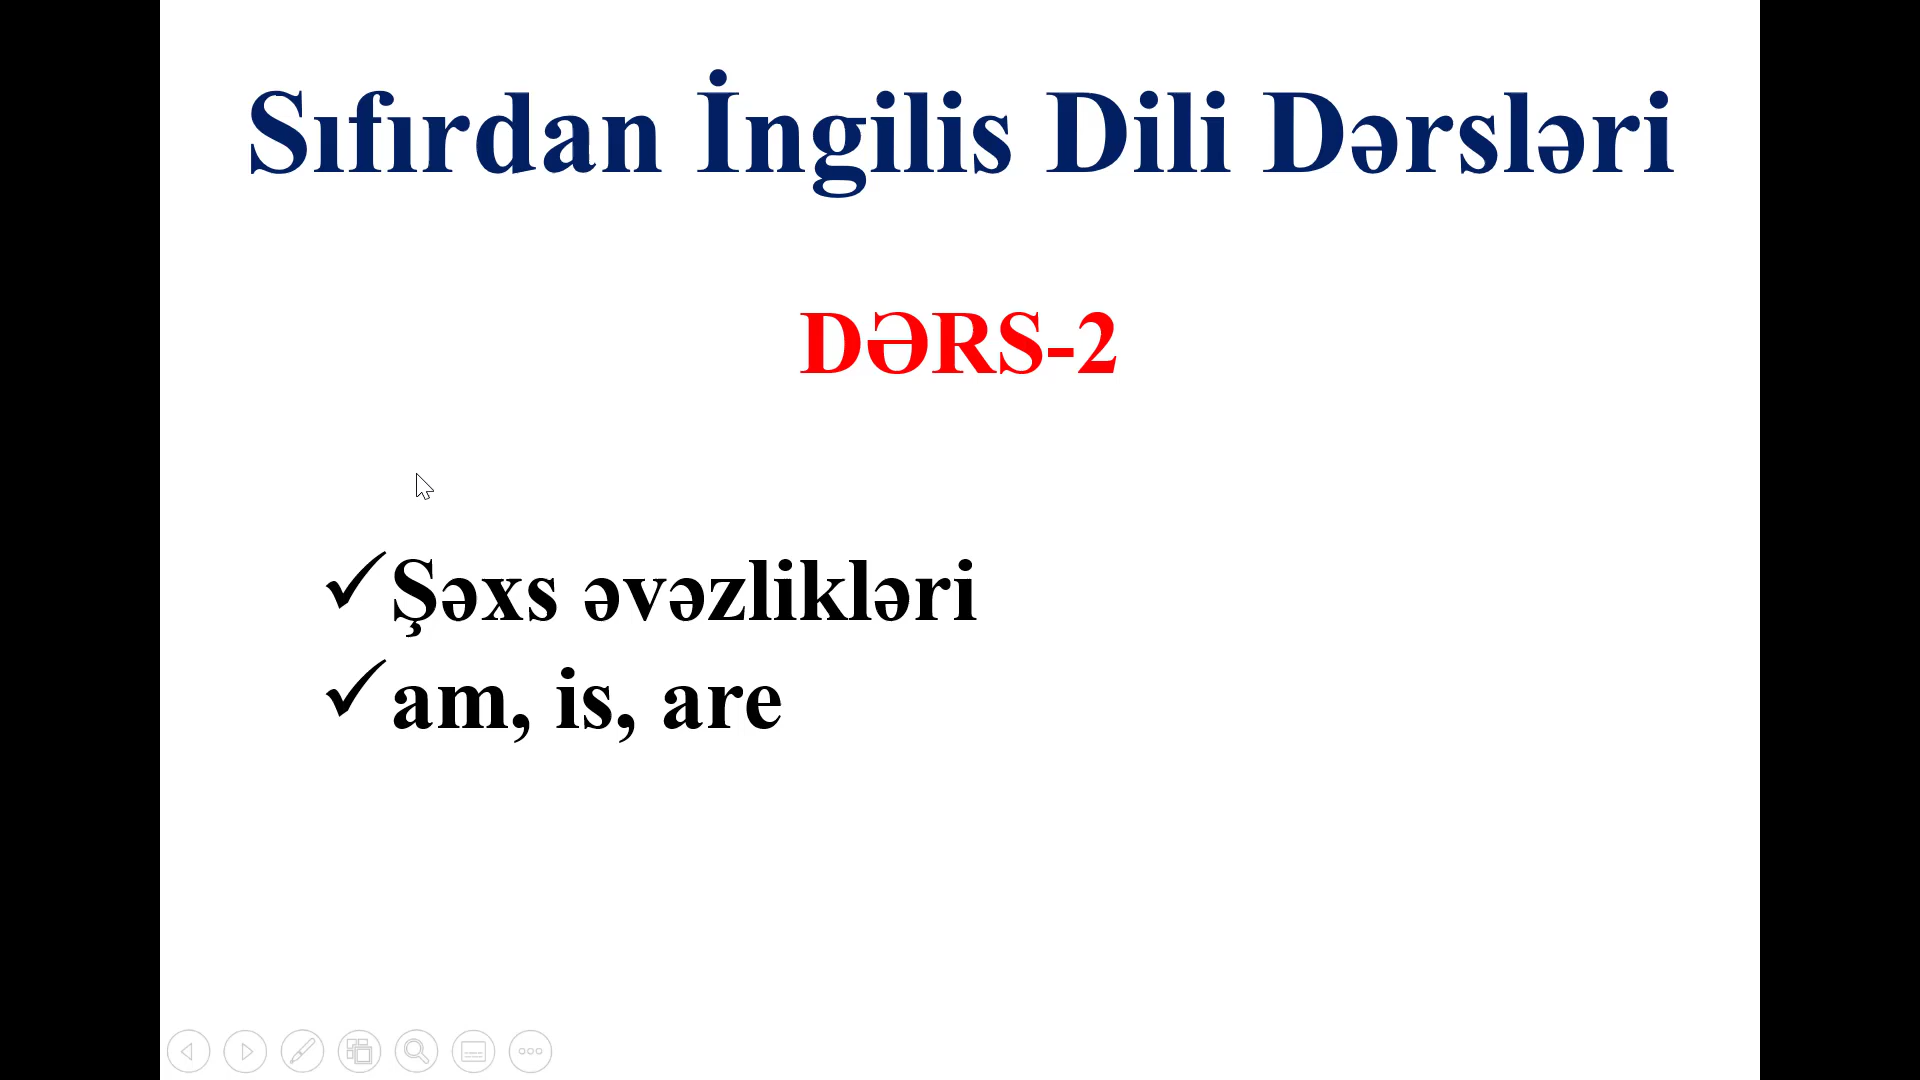 Sıfırdan İngilis Dili Dərsləri
DƏRS-2
✓Şəxs əvəzlikləri
✓am, is, are